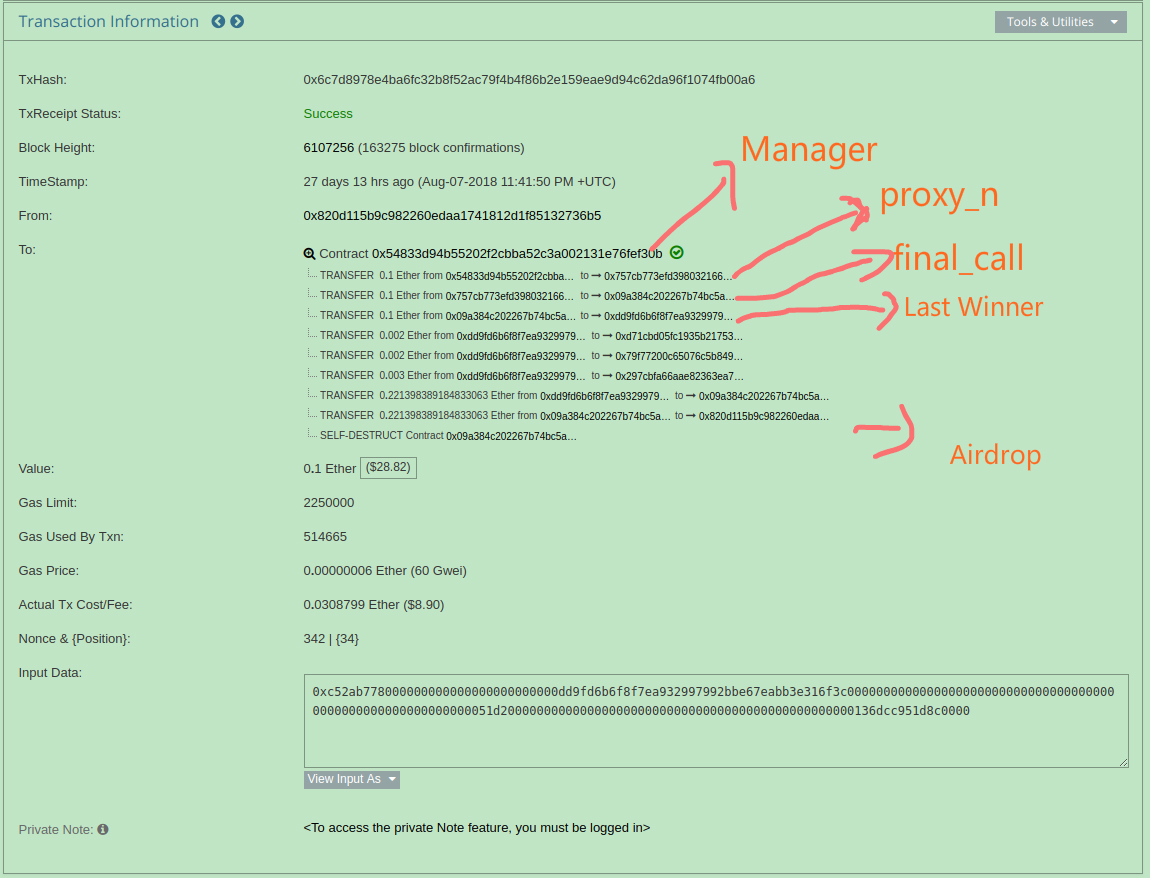 Transaction Information
Tools & Utilities
TxHash: 0x6c7d8978e4ba6fc32b8f52ac79f4b4f86b2e159eae9d94c62da96f1074fb00a6
TxReceipt Status: Success
Block Height: 6107256 (163275 block confirmations)
Manager
TimeStamp: 27 days 13 hrs ago (Aug-07-2018 11:41:50 PM +UTC)
proxy_n
From: 0x820d115b9c982260edaa1741812d1f85132736b5
To: Contract 0x54833d94b55202f2cbba52c3a002131e76fef30b
final_call
TRANSFER 0.1 Ether from 0x54833d94b55202f2cbba... to → 0x757cb773efd398032166...
TRANSFER 0.1 Ether from 0x757cb773efd398032166... to → 0x09a384c202267b74bc5a...
Last Winner
TRANSFER 0.1 Ether from 0x09a384c202267b74bc5a... to → 0xdd9fd6b6f8f7ea9329979...
TRANSFER 0.002 Ether from 0xdd9fd6b6f8f7ea9329979... to → 0xd71cbd05fc1935b21753...
TRANSFER 0.002 Ether from 0xdd9fd6b6f8f7ea9329979... to → 0x79f77200c65076c5b849...
TRANSFER 0.003 Ether from 0xdd9fd6b6f8f7ea9329979... to → 0x297cbfa66aae82363ea7...
TRANSFER 0.221398389184833063 Ether from 0xdd9fd6b6f8f7ea9329979... to → 0x09a384c202267b74bc5a...
TRANSFER 0.221398389184833063 Ether from 0x09a384c202267b74bc5a... to → 0x820d115b9c982260edaa...
SELF-DESTRUCT Contract 0x09a384c202267b74bc5a...
Airdrop
Value: 0.1 Ether ($28.82)
Gas Limit: 2250000
Gas Used By Txn: 514665
Gas Price: 0.00000006 Ether (60 Gwei)
Actual Tx Cost/Fee: 0.0308799 Ether ($8.90)
Nonce & {Position}: 342 | {34}
Input Data:
0xc52ab778000000000000000000000000dd9fd6b6f8f7ea932997992bbe67eabb3e316f3c00000000000000000000000000000000000
0000000000000000000000000051d20000000000000000000000000000000000000000000000136dcc951d8c0000
View Input As
Private Note: <To access the private Note feature, you must be logged in>